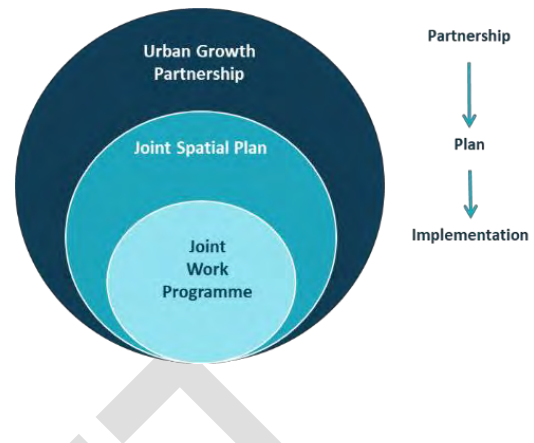 Urban Growth
Partnership
Joint Spatial Plan
Joint
Work
Programme
Partnership
Plan
Implementation